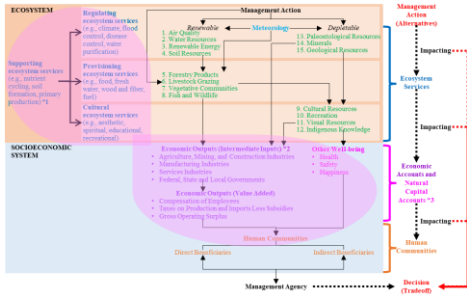 ECOSYSTEM
Regulating
ecosystem services
(e.g., climate, flood
control, disease
control, water
purification)
Supporting
ecosystem services
(e.g., nutrient
cycling, soil
formation, primary
production) *1
Provisioning
ecosystem services
(e.g., food, fresh
water, wood and
fiber, fuel)
Cultural
ecosystem services
(e.g., aesthetic,
spiritual, educational,
recreational)
Management Action
Renewable
Meteorology
Depletable
1. Air Quality
2. Water Resources
3. Renewable Energy
4. Soil Resources
13. Paleontological Resources
14. Minerals
15. Geological Resources
5. Forestry Products
6. Livestock Grazing
7. Vegetative Communities
8. Fish and Wildlife
9. Cultural Resources
10. Recreation
11. Visual Resources
12. Indigenous Knowledge
SOCIOECONOMIC
SYSTEM
Economic Outputs (Intermediate Inputs) *2
• Agriculture, Mining, and Construction Industries
• Manufacturing Industries
• Services Industries
• Federal, State and Local Governments
Other Well-being
• Health
• Safety
• Happiness
Economic Outputs (Value Added)
• Compensation of Employees
• Taxes on Production and Imports Less Subsidies
• Gross Operating Surplus
Human Communities
Direct Beneficiaries
Indirect Beneficiaries
Management Agency
Management
Action
(Alternatives)
Impacting
Ecosystem
Services
Impacting
Economic
Accounts and
Natural
Capital
Accounts *3
Impacting
Human
Communities
Decision
(Tradeoff)